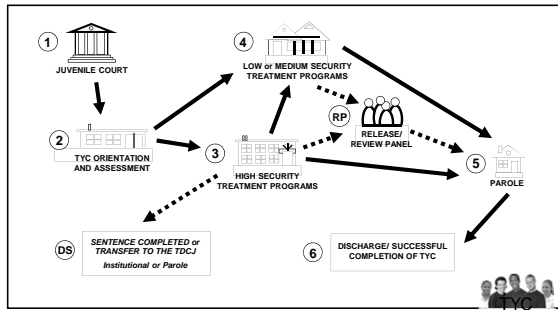 1
JUVENILE COURT
2
TYC ORIENTATION
AND ASSESSMENT
3
HIGH SECURITY
TREATMENT PROGRAMS
4
LOW or MEDIUM SECURITY
TREATMENT PROGRAMS
RP
RELEASE/
REVIEW PANEL
5
PAROLE
DS
SENTENCE COMPLETED or
TRANSFER TO THE TDCJ
Institutional or Parole
6
DISCHARGE/ SUCCESSFUL
COMPLETION OF TYC
TYC